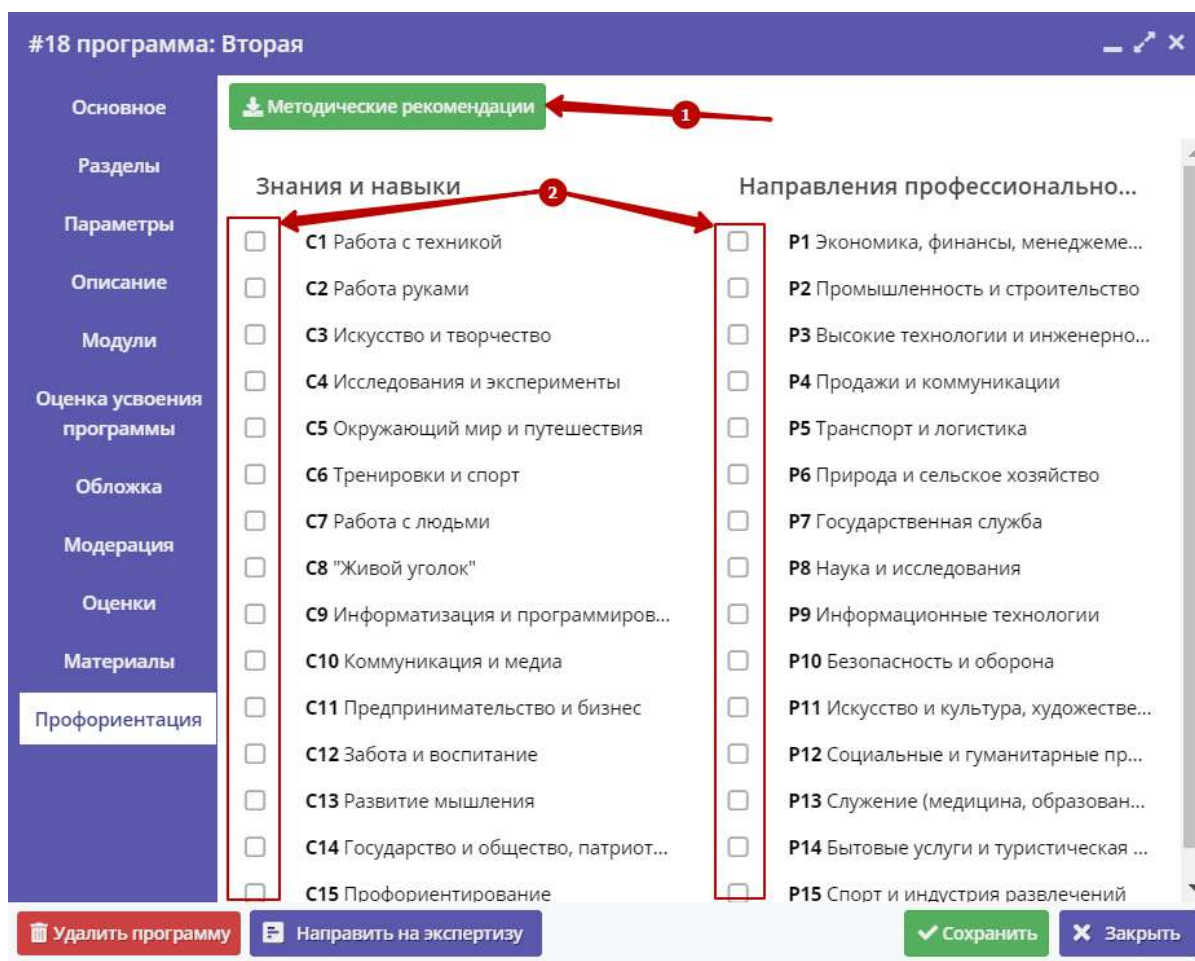 #18 программа: Вторая
Основное
Разделы
Параметры
Описание
Модули
Оценка усвоения
программы
Обложка
Модерация
Оценки
Материалы
Профориентация
Методические рекомендации
1
2
Знания и навыки
C1 Работа с техникой
C2 Работа руками
C3 Искусство и творчество
C4 Исследования и эксперименты
C5 Окружающий мир и путешествия
C6 Тренировки и спорт
C7 Работа с людьми
C8 "Живой уголок"
C9 Информатизация и программиров...
C10 Коммуникация и медиа
C11 Предпринимательство и бизнес
C12 Забота и воспитание
C13 Развитие мышления
C14 Государство и общество, патриот...
C15 Профориентирование
Направления профессионально...
P1 Экономика, финансы, менеджеме...
P2 Промышленность и строительство
P3 Высокие технологии и инженерно...
P4 Продажи и коммуникации
P5 Транспорт и логистика
P6 Природа и сельское хозяйство
P7 Государственная служба
P8 Наука и исследования
P9 Информационные технологии
P10 Безопасность и оборона
P11 Искусство и культура, художестве...
P12 Социальные и гуманитарные пр...
P13 Служение (медицина, образован...
P14 Бытовые услуги и туристическая ...
P15 Спорт и индустрия развлечений
Удалить программу
Направить на экспертизу
Сохранить
Закрыть